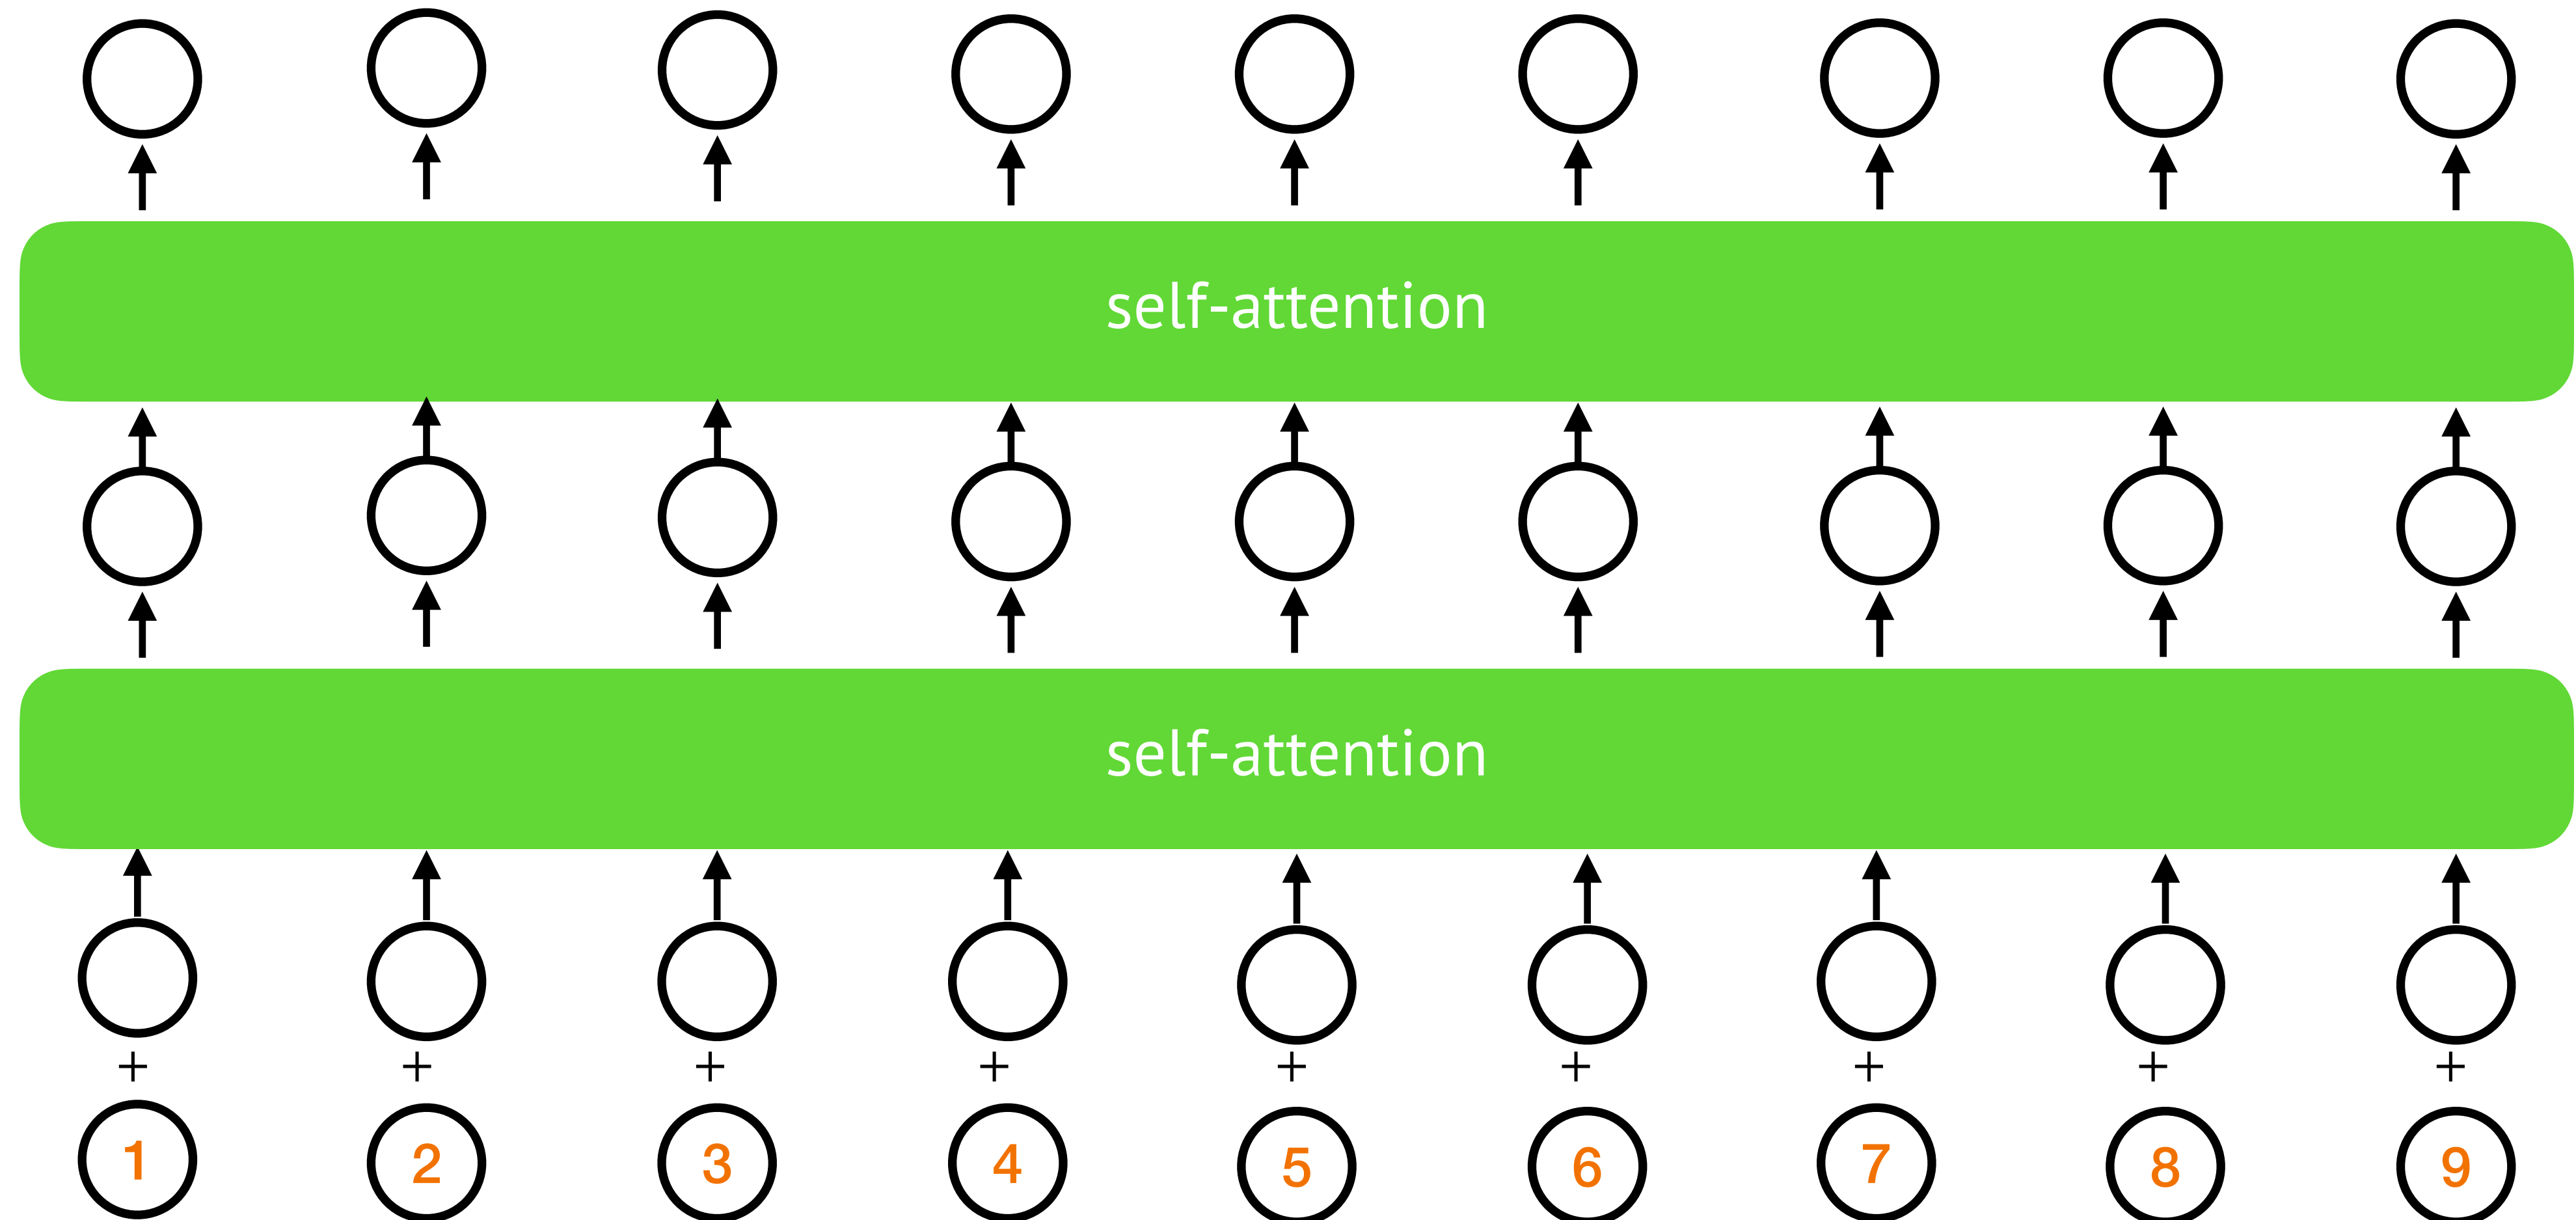 self-attention
self-attention
+ + + + + + + + +
1 2 3 4 5 6 7 8 9